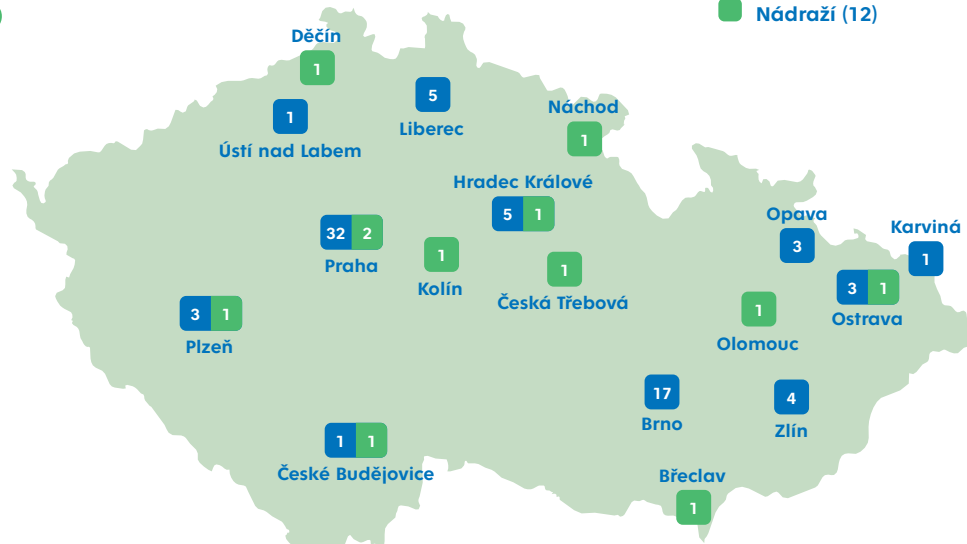 Nádraží (12)
Děčín
1
5
Liberec
1
Ústí nad Labem
Náchod
1
Hradec Králové
5 1
32 2
Praha
1
Kolín
1
Česká Třebová
Opava
3
Karviná
1
3 1
Ostrava
1
Olomouc
3 1
Plzeň
17
Brno
4
Zlín
1 1
České Budějovice
Břeclav
1